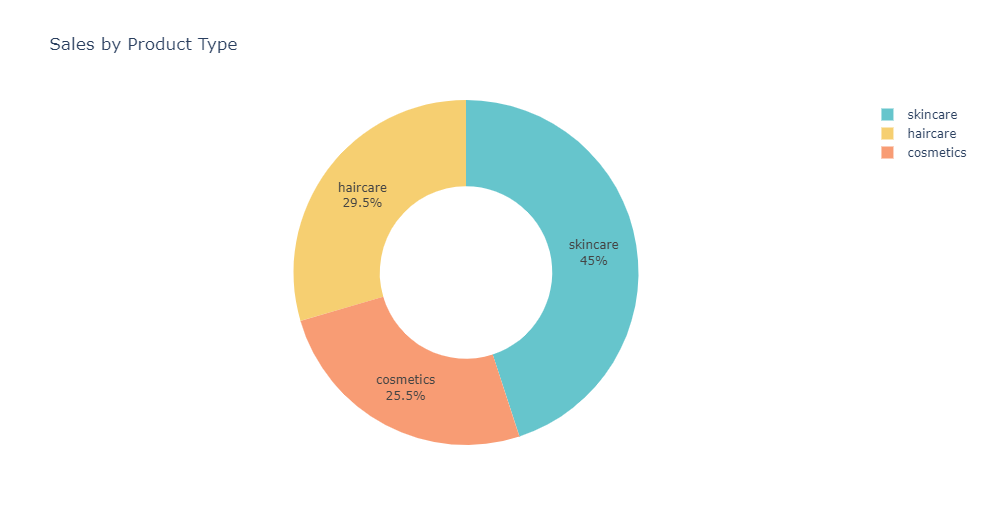 Sales by Product Type
skincare
haircare
cosmetics
haircare
29.5%
skincare
45%
cosmetics
25.5%